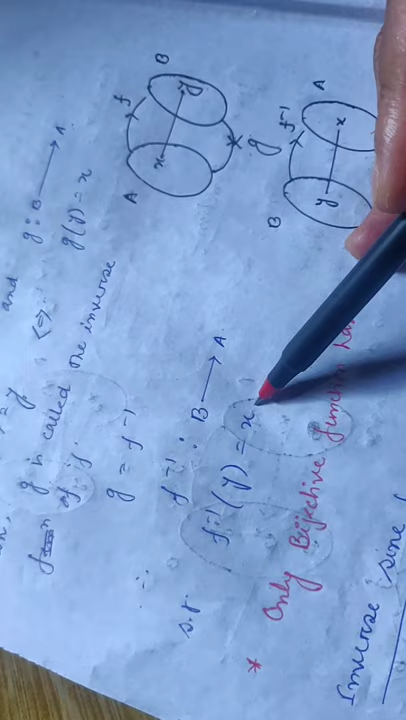 and g : B → A
= y <=> g(y) = x
g is called the inverse
of f
g = f⁻¹
A f B
x y
g
∴ f⁻¹ : B → A
s.t. f⁻¹(y) = x
B f⁻¹ A
y x
* Only Bijective function
Inverse sine